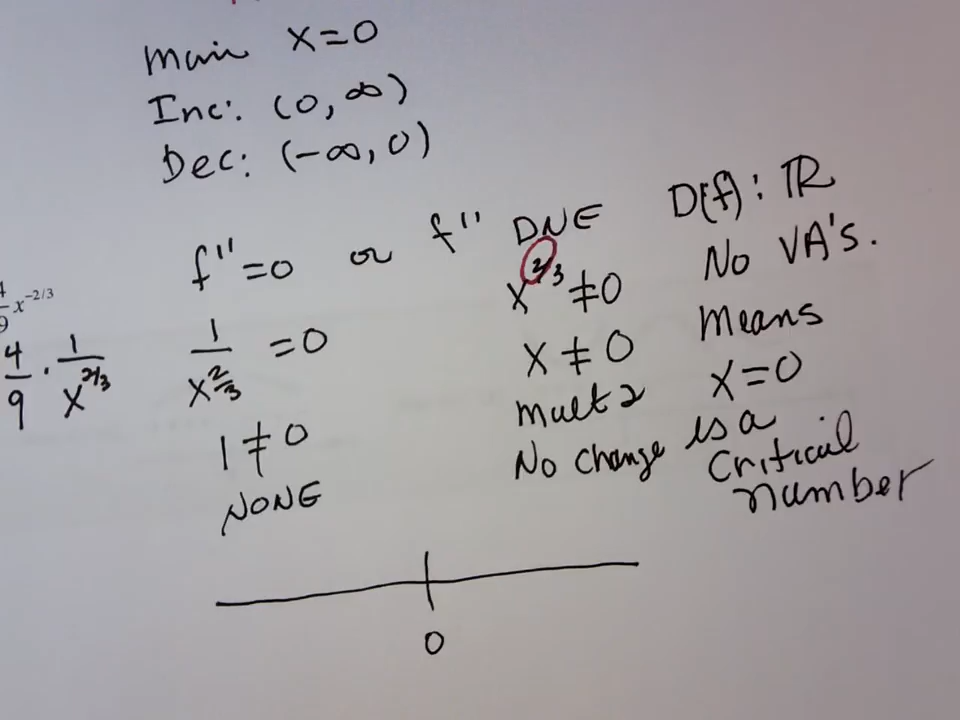 min x=0
Inc: (0, ∞)
Dec: (-∞, 0)
f''=0 or f'' DNE D(f): ℝ
x^{2/3} ≠0 No VA's.
4/9 x^{-2/3}
4/9 · 1/x^{2/3} 1/x^{2/3} =0 x ≠ 0 Means
mult 2 x=0
1 ≠ 0 No change is a
NONE Critical
number
0